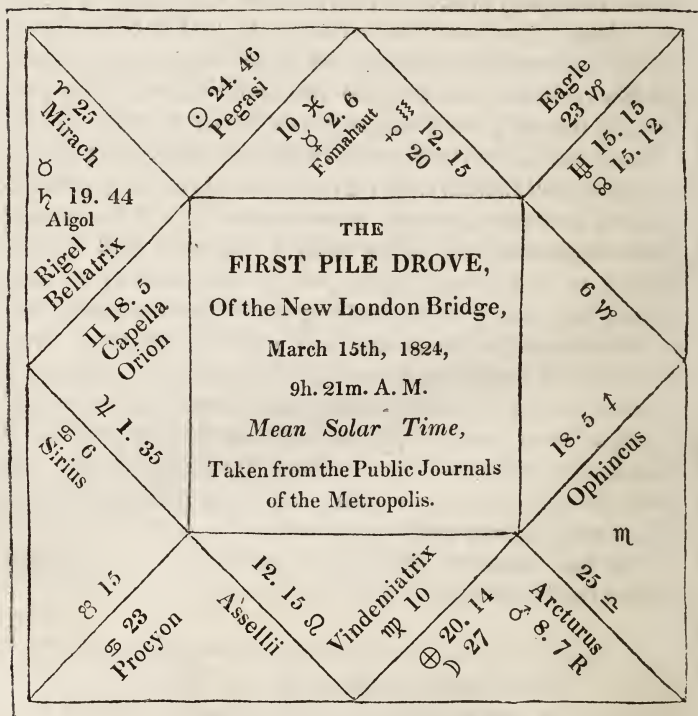 ♈ 25
Mirach
♉
♄ 19. 44
Algol
Rigel
Bellatrix
♊ 18. 5
Capella
Orion
☉ 24. 46
Pegasi
10 ♓
☿ 2. 6
Fomahaut
♒ 12. 15
♀ 20
Eagle
23 ♑
♅ 15. 15
☊ 15. 12
6 ♑
THE
FIRST PILE DROVE,
Of the New London Bridge,
March 15th, 1824,
9h. 21m. A. M.
Mean Solar Time,
Taken from the Public Journals
of the Metropolis.
♃ 1. 35
♋ 6
Sirius
☋ 15
♋ 23
Procyon
12. 15 ♌
Assellii
Vindemiatrix
♍ 10
⊕ 20. 14
☽ 27
25 ♎
Arcturus
♂ 8. 7 R
♏
18. 5 ♐
Ophincus